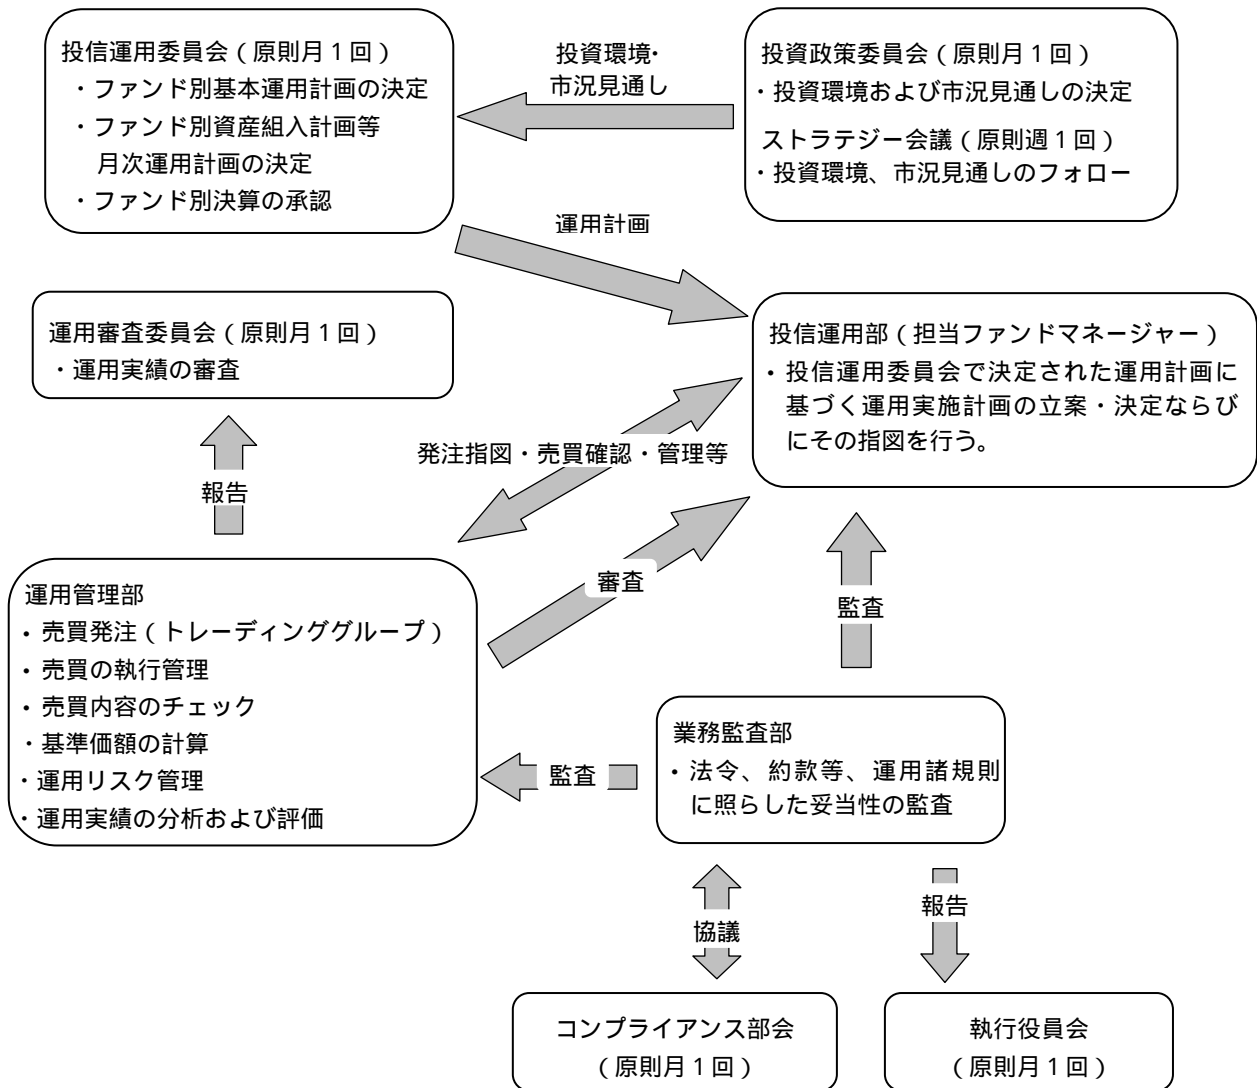 投信運用委員会（原則月１回）
・ファンド別基本運用計画の決定
・ファンド別資産組入計画等
月次運用計画の決定
・ファンド別決算の承認
投資環境・
市況見通し
投資政策委員会（原則月１回）
・投資環境および市況見通しの決定
ストラテジー会議（原則週１回）
・投資環境、市況見通しのフォロー
運用計画
運用審査委員会（原則月１回）
・運用実績の審査
投信運用部（担当ファンドマネージャー）
・投信運用委員会で決定された運用計画に
基づく運用実施計画の立案・決定ならび
にその指図を行う。
発注指図・売買確認・管理等
報告
審査
監査
運用管理部
・売買発注（トレーディンググループ）
・売買の執行管理
・売買内容のチェック
・基準価額の計算
・運用リスク管理
・運用実績の分析および評価
監査
業務監査部
・法令、約款等、運用諸規則
に照らした妥当性の監査
協議
報告
コンプライアンス部会
（原則月１回）
執行役員会
（原則月１回）